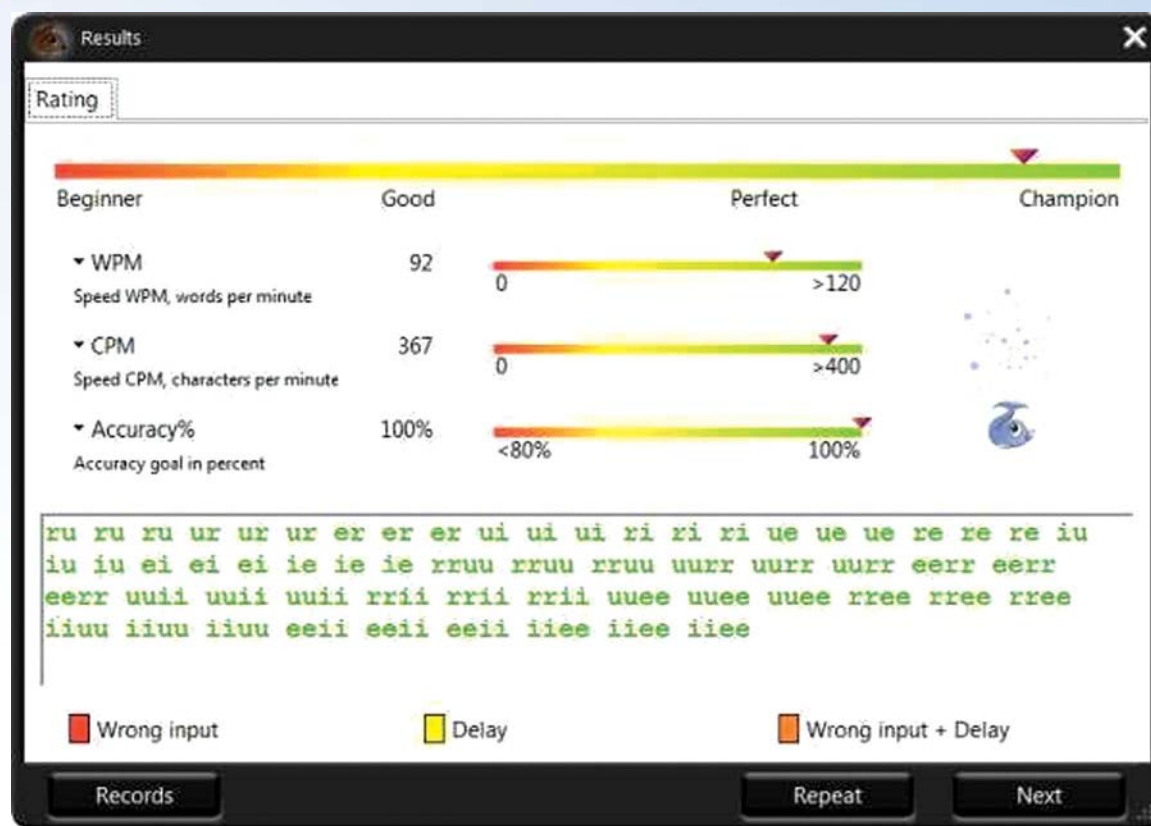 Results
Rating
Beginner Good Perfect Champion
WPM 92
0 >120
Speed WPM, words per minute
CPM 367
0 >400
Speed CPM, characters per minute
Accuracy% 100%
<80% 100%
Accuracy goal in percent
ru ru ru ur ur ur er er er ui ui ui ri ri ri ue ue ue re re re iu
iu iu ei ei ei ie ie ie rruu rruu rruu uurr uurr uurr eerr eerr
eerr uuii uuii uuii rrii rrii rrii uuee uuee uuee rree rree rree
iiuu iiuu iiuu eeii eeii eeii iiee iiee iiee
Wrong input Delay Wrong input + Delay
Records Repeat Next